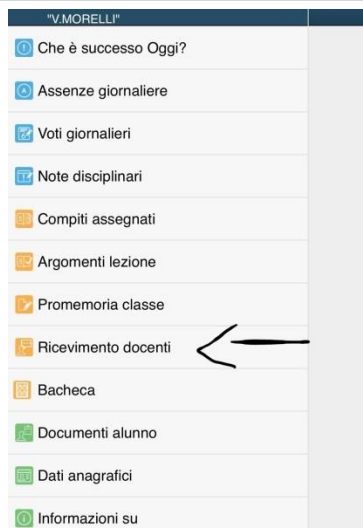 "V.MORELLI"
Che è successo Oggi?
Assenze giornaliere
Voti giornalieri
Note disciplinari
Compiti assegnati
Argomenti lezione
Promemoria classe
Ricevimento docenti
Bacheca
Documenti alunno
Dati anagrafici
Informazioni su